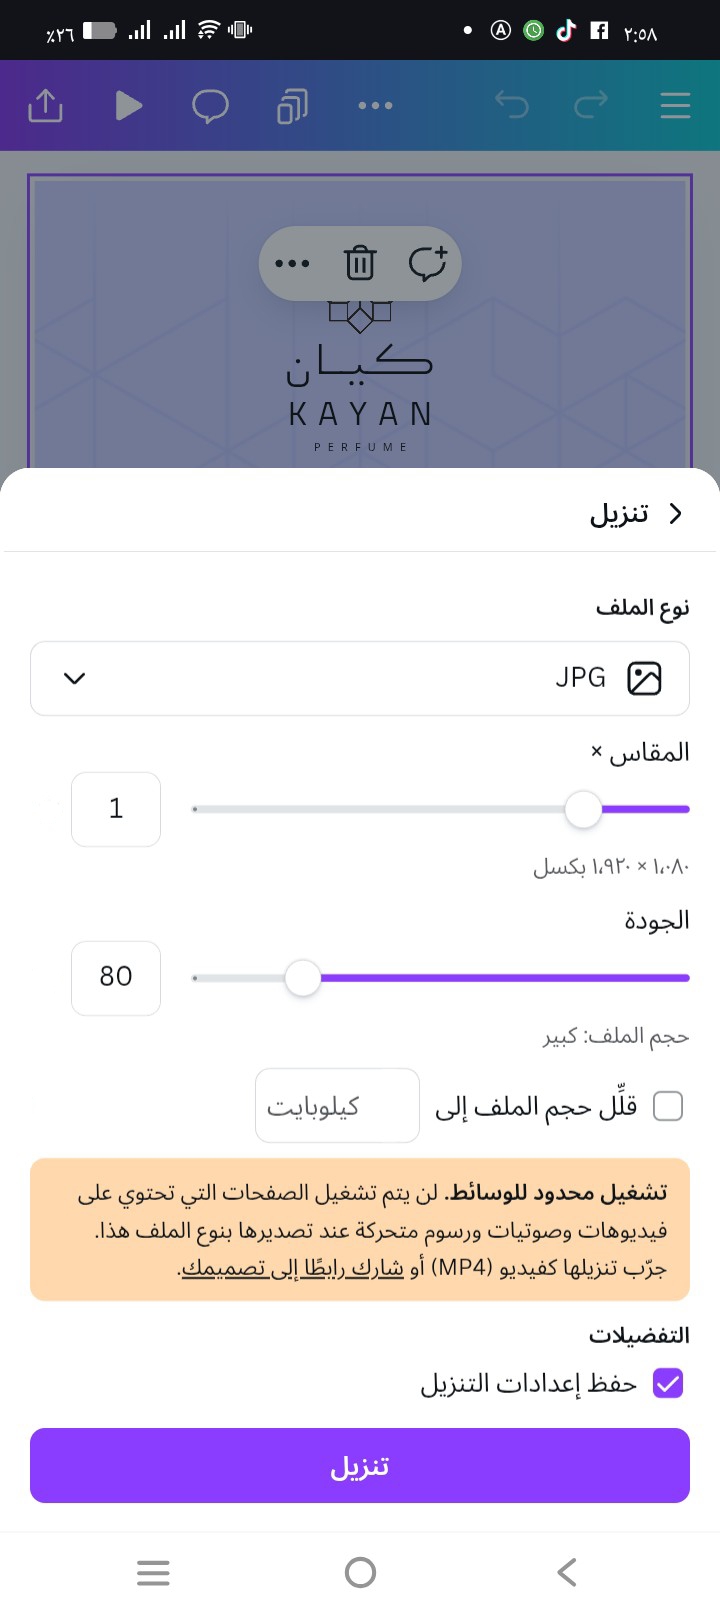 ٪٢٦
٢:٥٨
كيان
KAYAN
PERFUME
تنزيل
نوع الملف
JPG
المقاس ×
1
١،٠٨٠ × ١،٩٢٠ بكسل
الجودة
80
حجم الملف: كبير
قلِّل حجم الملف إلى كيلوبايت
تشغيل محدود للوسائط. لن يتم تشغيل الصفحات التي تحتوي على
فيديوهات وصوتيات ورسوم متحركة عند تصديرها بنوع الملف هذا.
جرّب تنزيلها كفيديو (MP4) أو شارك رابطًا إلى تصميمك.
التفضيلات
حفظ إعدادات التنزيل
تنزيل